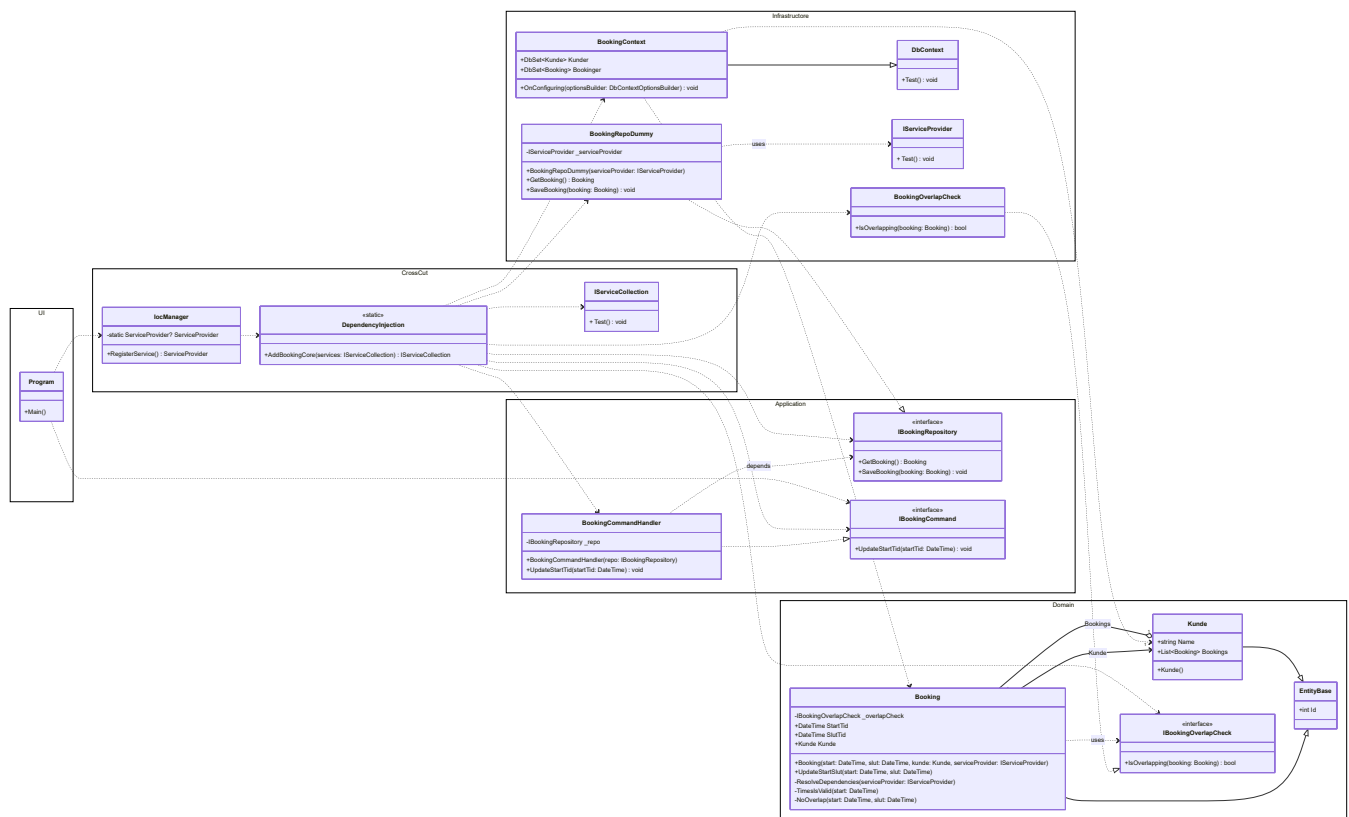 Infrastructure
BookingContext
+DbSet<Kunde> Kunder
+DbSet<Booking> Bookinger
+OnConfiguring(optionsBuilder: DbContextOptionsBuilder) : void
DbContext
+Test() : void
BookingRepoDummy
-IServiceProvider _serviceProvider
+BookingRepoDummy(serviceProvider: IServiceProvider)
+GetBooking() : Booking
+SaveBooking(booking: Booking) : void
uses
IServiceProvider
+ Test() : void
BookingOverlapCheck
+IsOverlapping(booking: Booking) : bool
CrossCut
IocManager
-static ServiceProvider? ServiceProvider
+RegisterService() : ServiceProvider
«static»
DependencyInjection
+AddBookingCore(services: IServiceCollection) : IServiceCollection
IServiceCollection
+ Test() : void
UI
Program
+Main()
Application
«interface»
IBookingRepository
+GetBooking() : Booking
+SaveBooking(booking: Booking) : void
depends
BookingCommandHandler
-IBookingRepository _repo
+BookingCommandHandler(repo: IBookingRepository)
+UpdateStartTid(startTid: DateTime) : void
«interface»
IBookingCommand
+UpdateStartTid(startTid: DateTime) : void
Domain
Bookings
Kunde
1
Kunde
+string Name
+List<Booking> Bookings
+Kunde()
EntityBase
+int Id
Booking
-IBookingOverlapCheck _overlapCheck
+DateTime StartTid
+DateTime SlutTid
+Kunde Kunde
+Booking(start: DateTime, slut: DateTime, kunde: Kunde, serviceProvider: IServiceProvider)
+UpdateStartSlut(start: DateTime, slut: DateTime)
-ResolveDependencies(serviceProvider: IServiceProvider)
-TimesIsValid(start: DateTime)
-NoOverlap(start: DateTime, slut: DateTime)
uses
«interface»
IBookingOverlapCheck
+IsOverlapping(booking: Booking) : bool